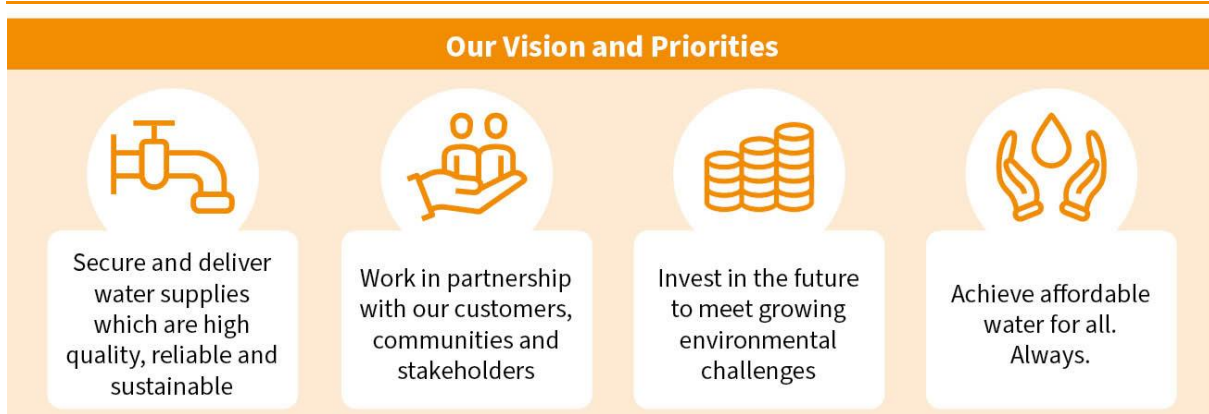 Our Vision and Priorities
Secure and deliver
water supplies
which are high
quality, reliable and
sustainable
Work in partnership
with our customers,
communities and
stakeholders
Invest in the future
to meet growing
environmental
challenges
Achieve affordable
water for all.
Always.